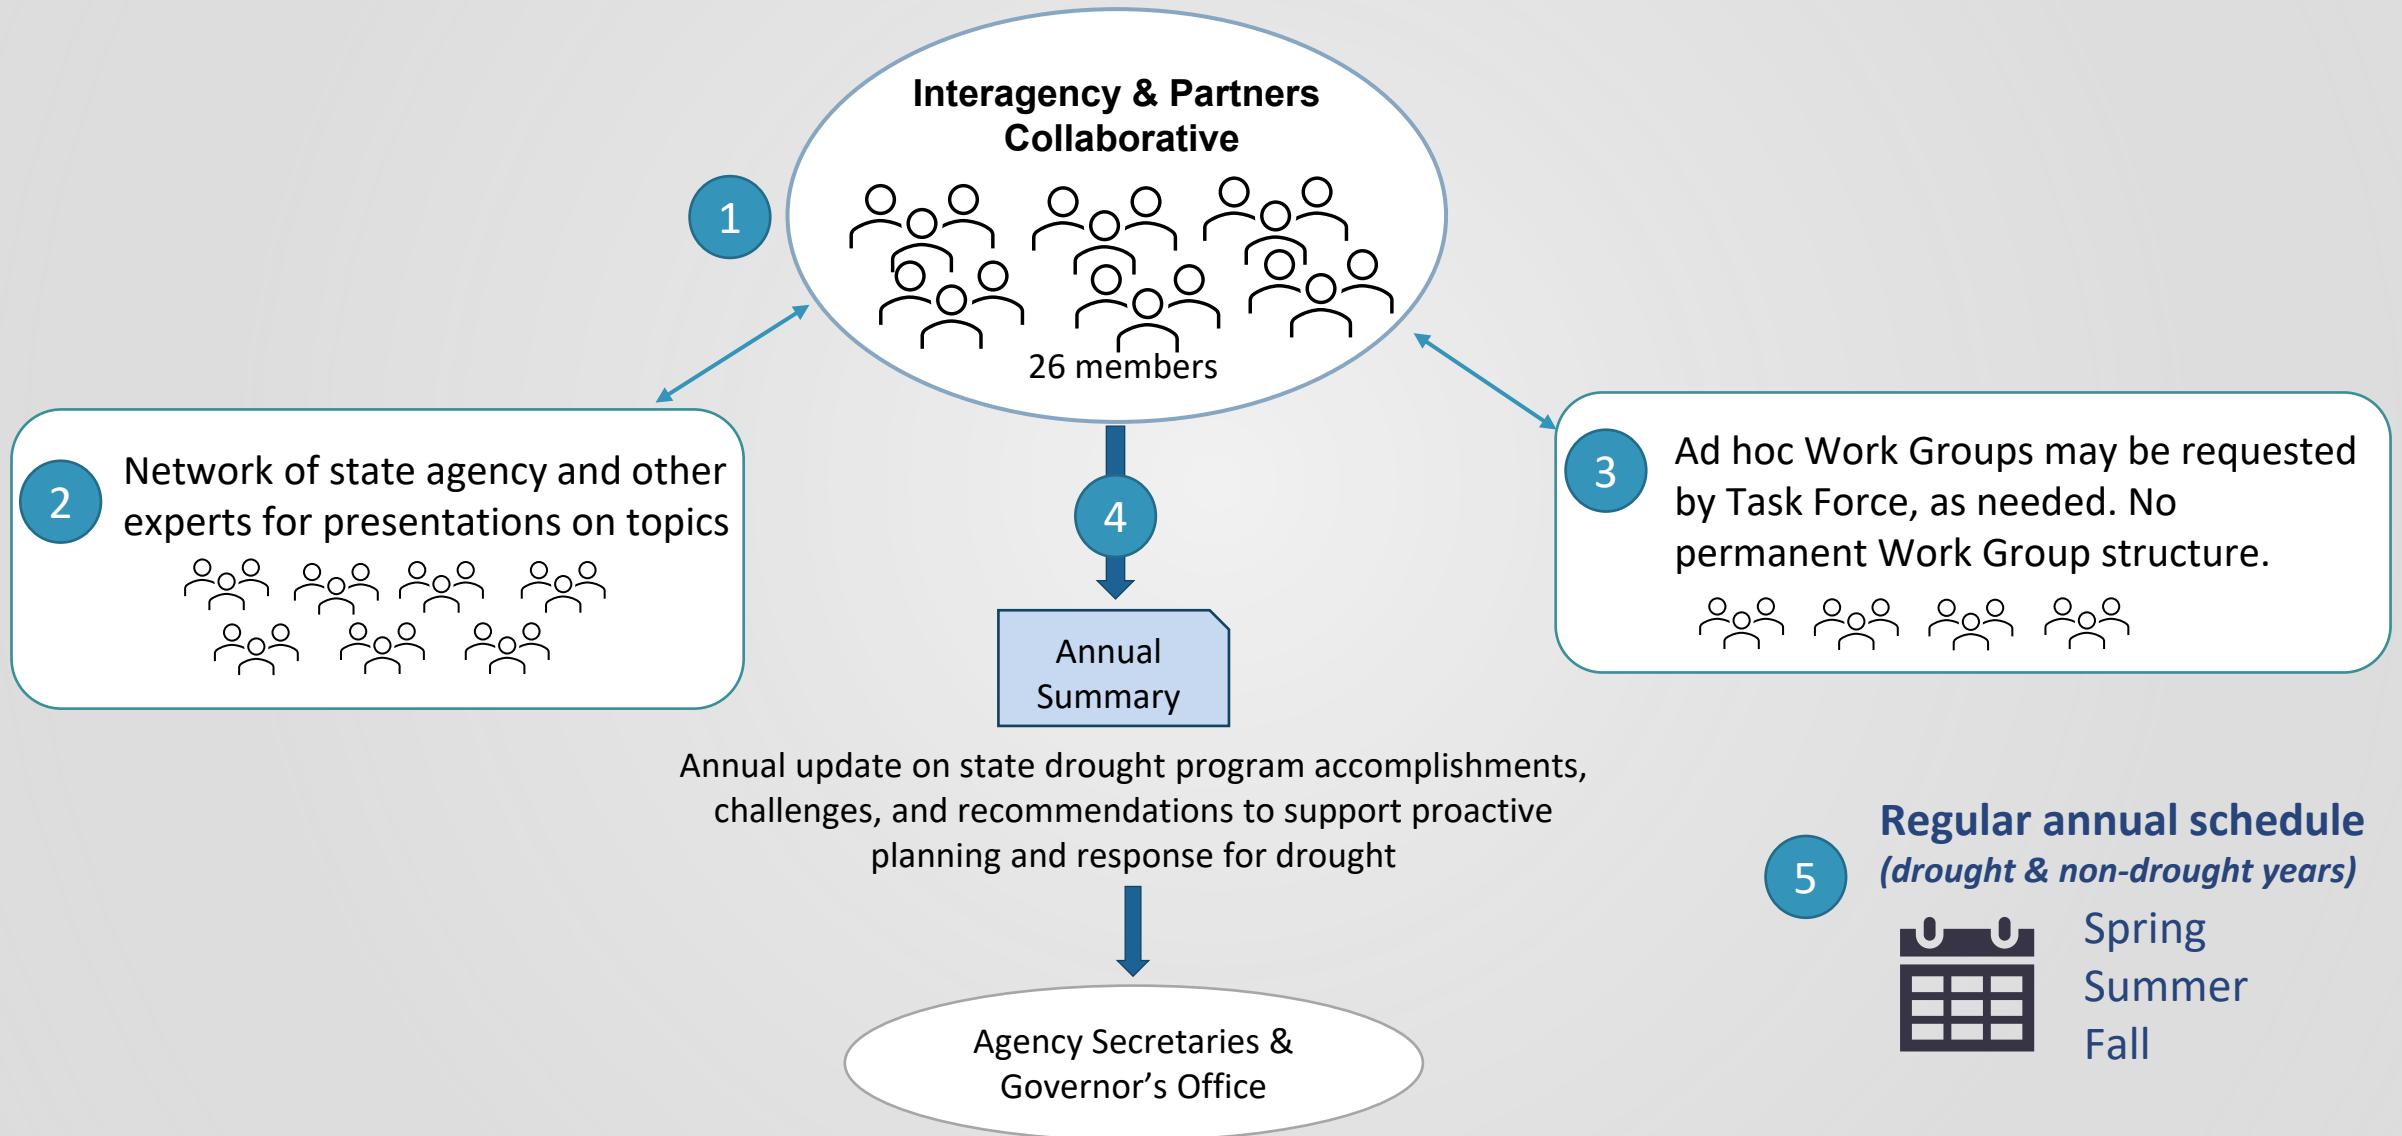 Interagency & Partners
Collaborative
1
26 members
2
Network of state agency and other
experts for presentations on topics
3
Ad hoc Work Groups may be requested
by Task Force, as needed. No
permanent Work Group structure.
4
Annual
Summary
Annual update on state drought program accomplishments,
challenges, and recommendations to support proactive
planning and response for drought
Agency Secretaries &
Governor’s Office
5
Regular annual schedule
(drought & non-drought years)
Spring
Summer
Fall